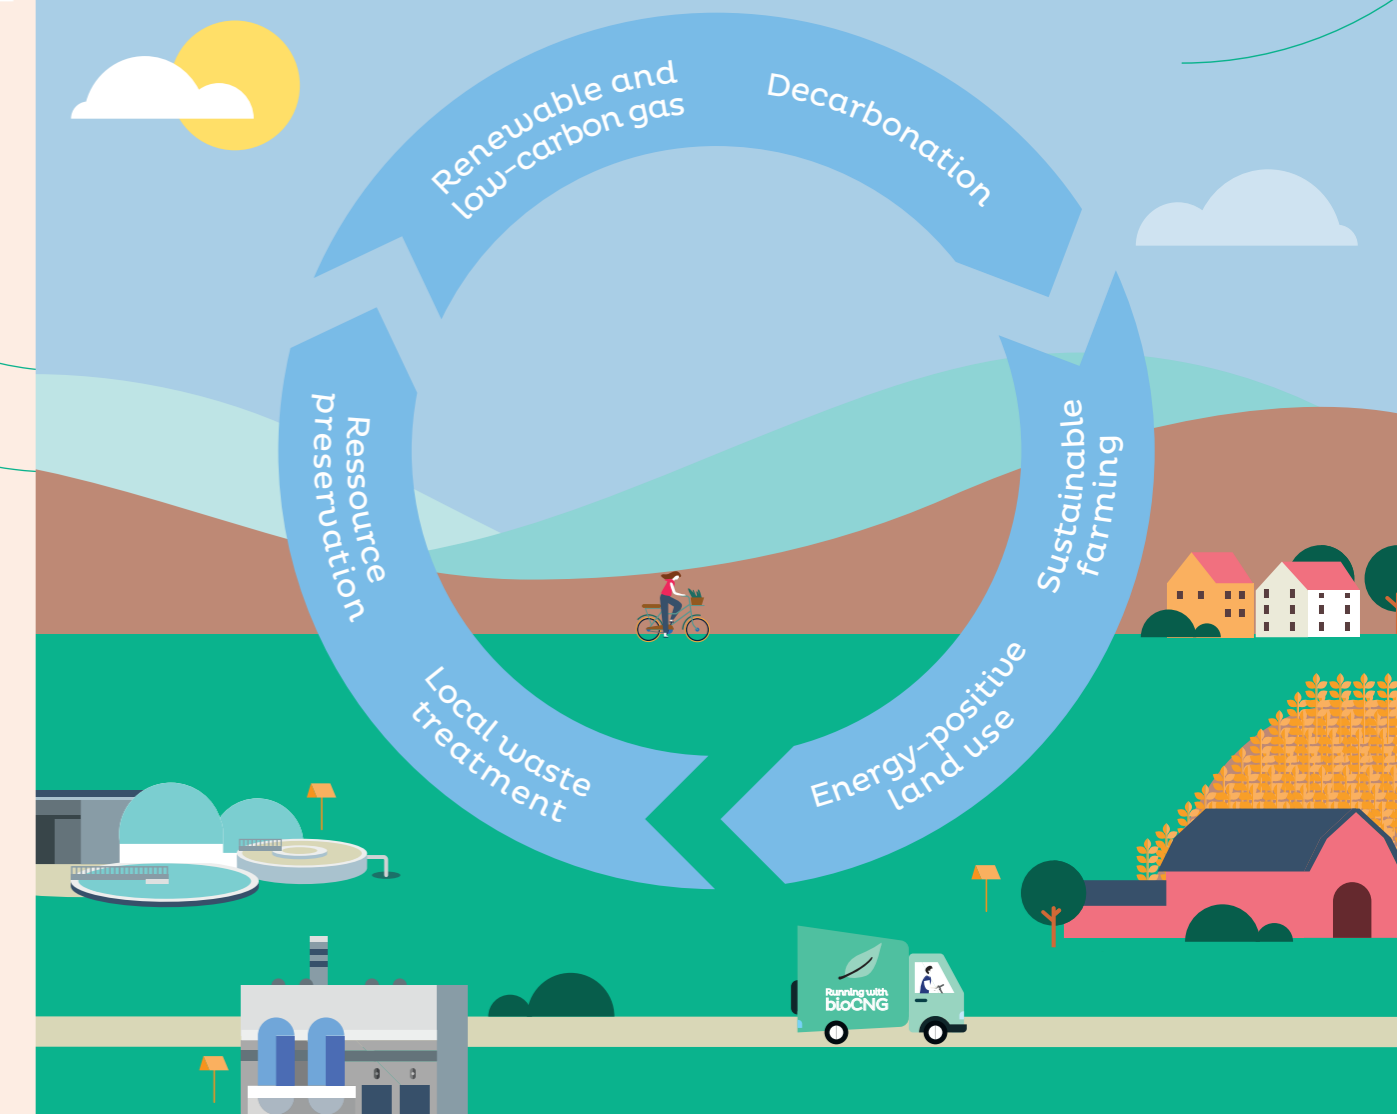 Renewable and
low-carbon gas
Decarbonation
Sustainable
farming
Energy-positive
land use
Local waste
treatment
Ressource
preservation
Running with
bioCNG